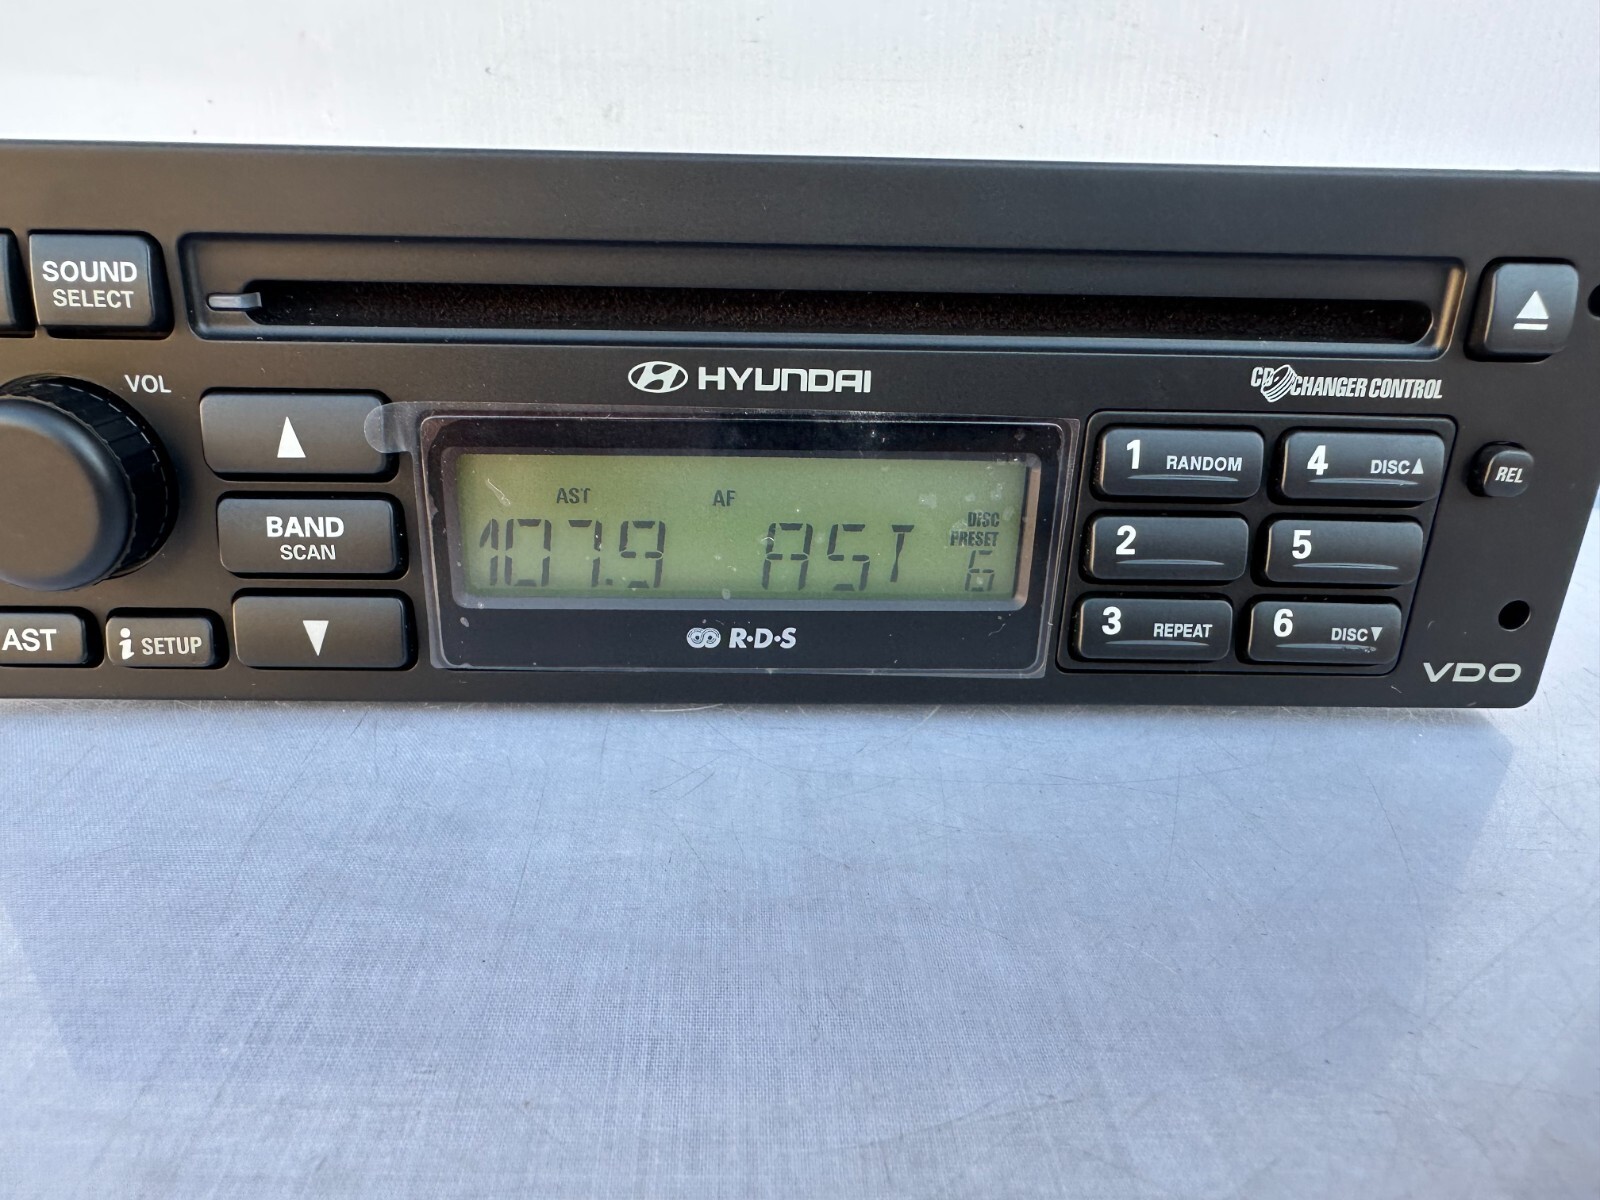 SOUND
SELECT
VOL
HYUNDAI
CD CHANGER CONTROL
BAND
SCAN
AST
i SETUP
AST AF
107.9 AST
DISC
PRESET
6
R·D·S
1 RANDOM
4 DISC▲
2
5
3 REPEAT
6 DISC▼
REL
VDO